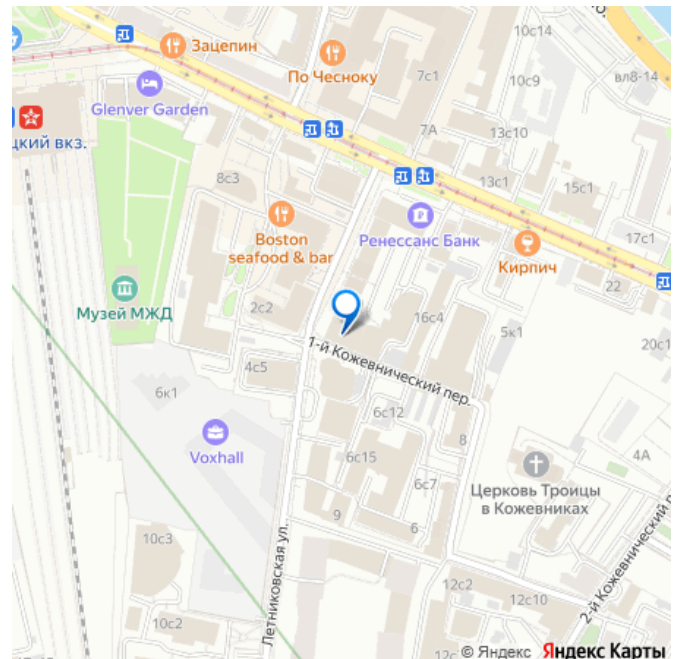 10с14
Зацепин
По Чесноку
7с1
10с9
вл8-14
Glenver Garden
7А
13с10
цкий вкз.
8с3
13с1
15с1
Boston
seafood & bar
Ренессанс Банк
17с1
Кирпич
22
Музей МЖД
2с2
16с4
5к1
20с1
1-й Кожевнический пер.
4с5
6к1
6с12
Voxhall
8
6с15
4А
6с7
Церковь Троицы
в Кожевниках
9
6
10с3
Летниковская ул.
2-й Кожевнический
12с2
12с10
10с2
© Яндекс Яндекс Карты